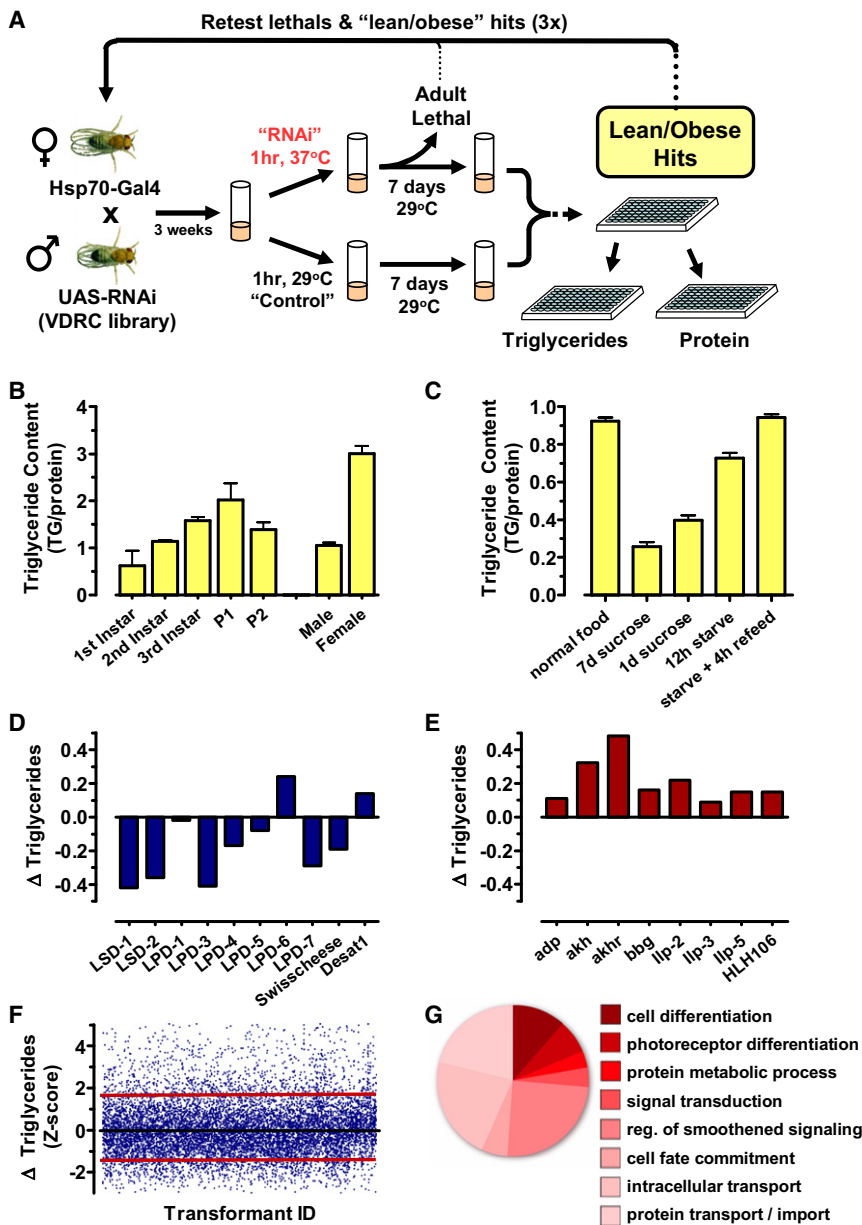 A
Retest lethals & “lean/obese” hits (3x)
♀
Hsp70-Gal4
X
♂
UAS-RNAi
(VDRC library)
3 weeks
“RNAi”
1hr, 37°C
Adult
Lethal
7 days
29°C
1hr, 29°C
“Control”
7 days
29°C
Lean/Obese
Hits
Triglycerides
Protein
B
Triglyceride Content
(TG/protein)
4
3
2
1
0
1st Instar
2nd Instar
3rd Instar
P1
P2
Male
Female
C
Triglyceride Content
(TG/protein)
1.0
0.8
0.6
0.4
0.2
0.0
normal food
7d sucrose
1d sucrose
12h starve
starve + 4h refeed
D
Δ Triglycerides
0.4
0.2
0.0
-0.2
-0.4
LSD-1
LSD-2
LPD-1
LPD-3
LPD-4
LPD-5
LPD-6
LPD-7
Swisscheese
Desat1
E
Δ Triglycerides
0.4
0.2
0.0
-0.2
-0.4
adp
akh
akhr
bbg
Ilp-2
Ilp-3
Ilp-5
HLH106
F
Δ Triglycerides
(Z-score)
4
2
0
-2
Transformant ID
G
cell differentiation
photoreceptor differentiation
protein metabolic process
signal transduction
reg. of smoothened signaling
cell fate commitment
intracellular transport
protein transport / import